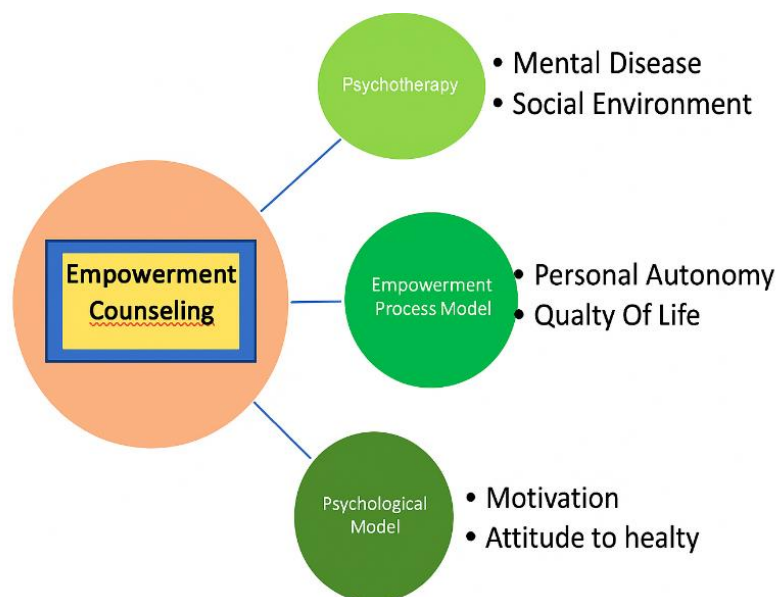 Psychotherapy
• Mental Disease
• Social Environment
Empowerment
Counseling
Empowerment
Process Model
• Personal Autonomy
• Qualty Of Life
Psychological
Model
• Motivation
• Attitude to healty